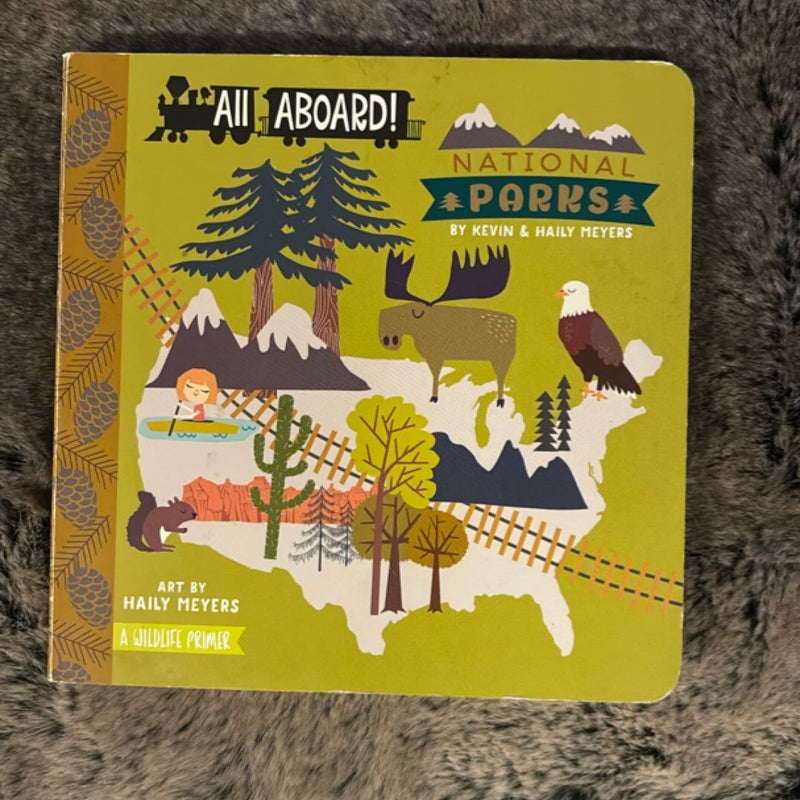 All ABOARD!
NATIONAL
PARKS
BY KEVIN & HAILY MEYERS
ART BY
HAILY MEYERS
A WILDLIFE PRIMER